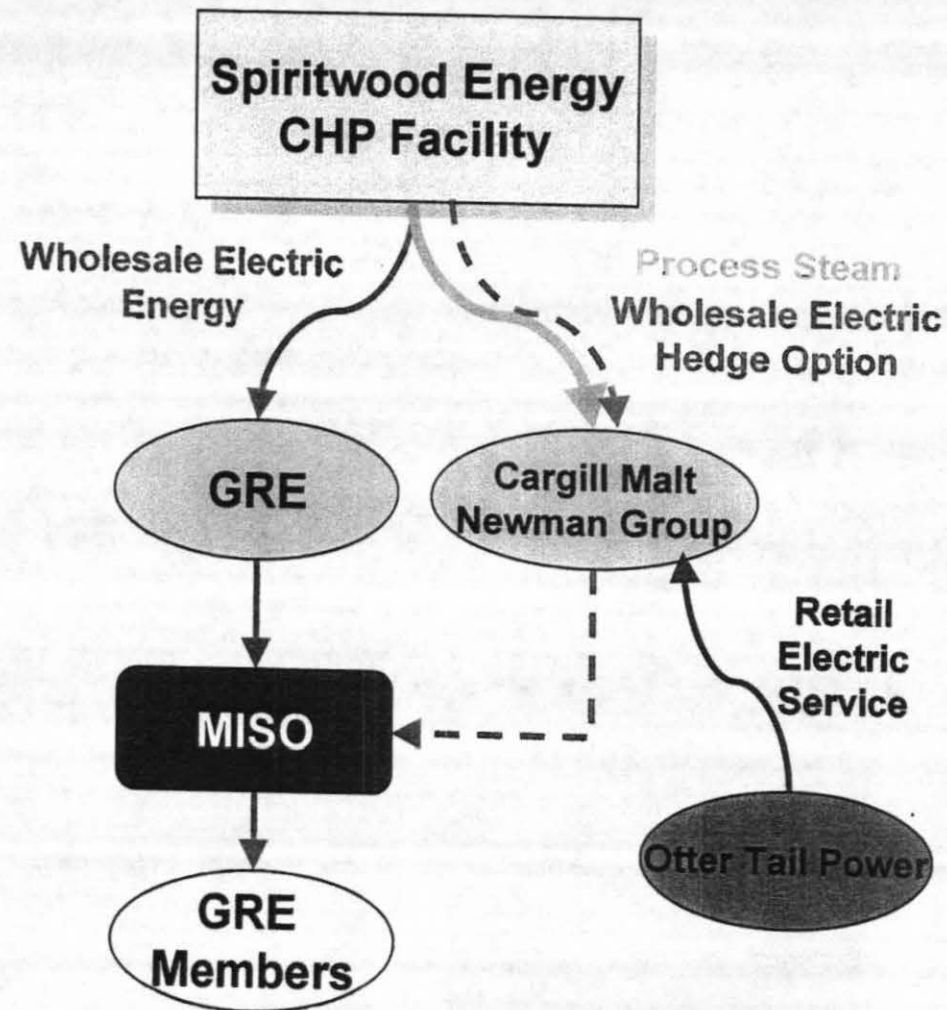 Spiritwood Energy
CHP Facility
Wholesale Electric
Energy
Process Steam
Wholesale Electric
Hedge Option
GRE
Cargill Malt
Newman Group
Retail
Electric
Service
MISO
Otter Tail Power
GRE
Members